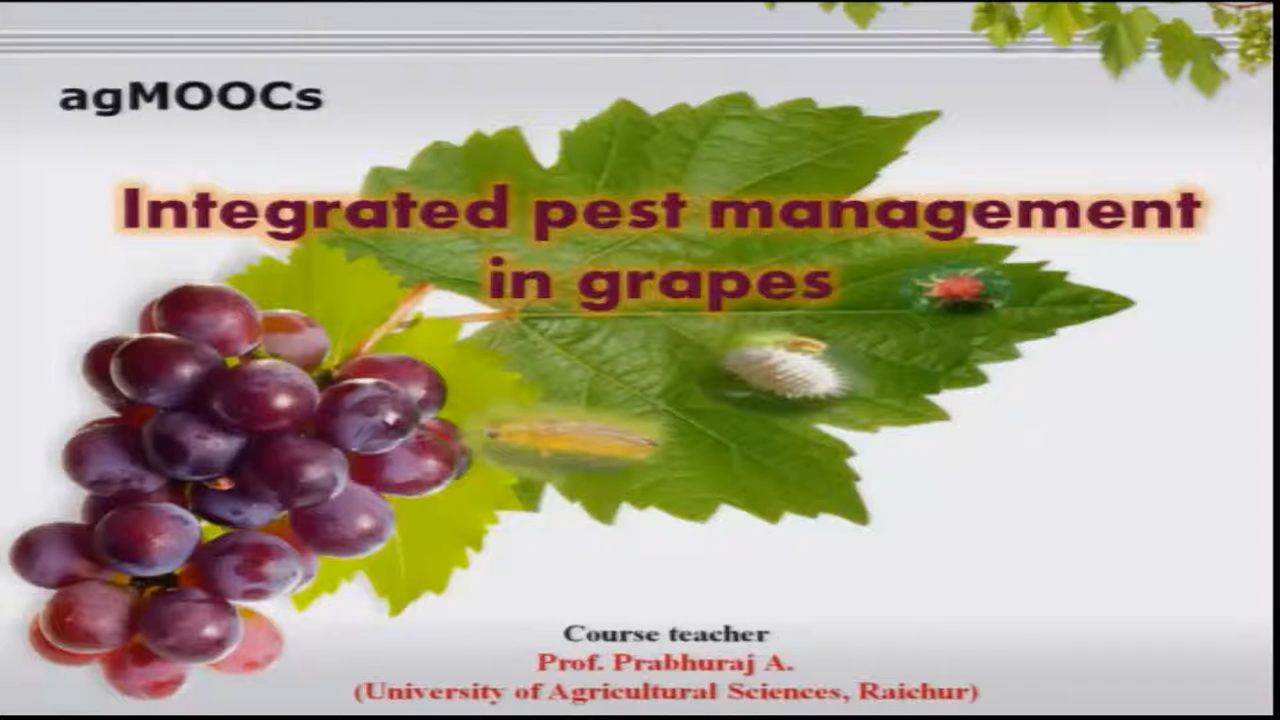 agMOOCs
Integrated pest management
in grapes
Course teacher
Prof. Prabhuraj A.
(University of Agricultural Sciences, Raichur)